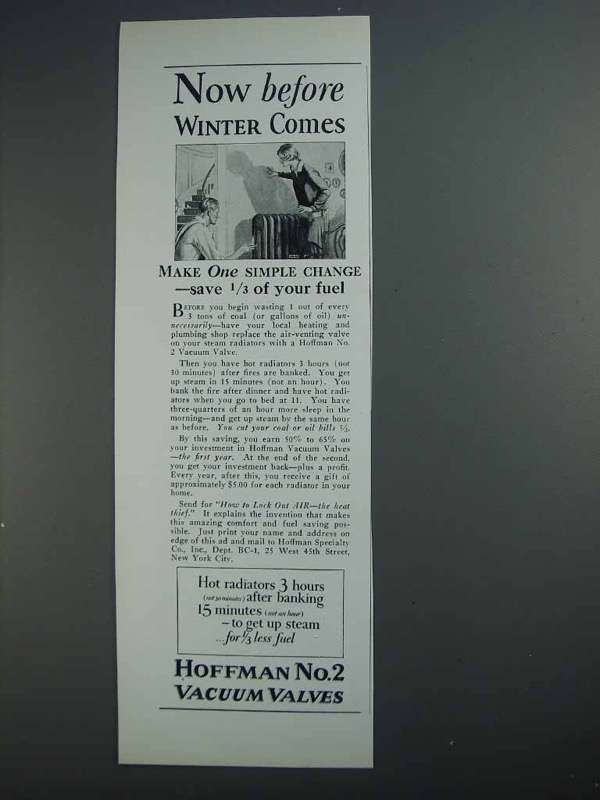 Now before
WINTER Comes
MAKE One SIMPLE CHANGE
—save 1/3 of your fuel
BEFORE you begin wasting 1 out of every
3 tons of coal (or gallons of oil) un-
necessarily—have your local heating and
plumbing shop replace the air-venting valve
on your steam radiators with a Hoffman No.
2 Vacuum Valve.
Then you have hot radiators 3 hours (not
30 minutes) after fires are banked. You get
up steam in 15 minutes (not an hour). You
bank the fire after dinner and have hot radi-
ators when you go to bed at 11. You have
three-quarters of an hour more sleep in the
morning—and get up steam by the same hour
as before. You cut your coal or oil bills ⅓.
By this saving, you earn 50% to 65% on
your investment in Hoffman Vacuum Valves
—the first year. At the end of the second,
you get your investment back—plus a profit.
Every year, after this, you receive a gift of
approximately $5.00 for each radiator in your
home.
Send for "How to Lock Out AIR—the heat
thief." It explains the invention that makes
this amazing comfort and fuel saving pos-
sible. Just print your name and address on
edge of this ad and mail to Hoffman Specialty
Co., Inc., Dept. BC-1, 25 West 45th Street,
New York City.
Hot radiators 3 hours
(not 30 minutes) after banking
15 minutes (not an hour)
—to get up steam
...for ⅓ less fuel
HOFFMAN No.2
VACUUM VALVES